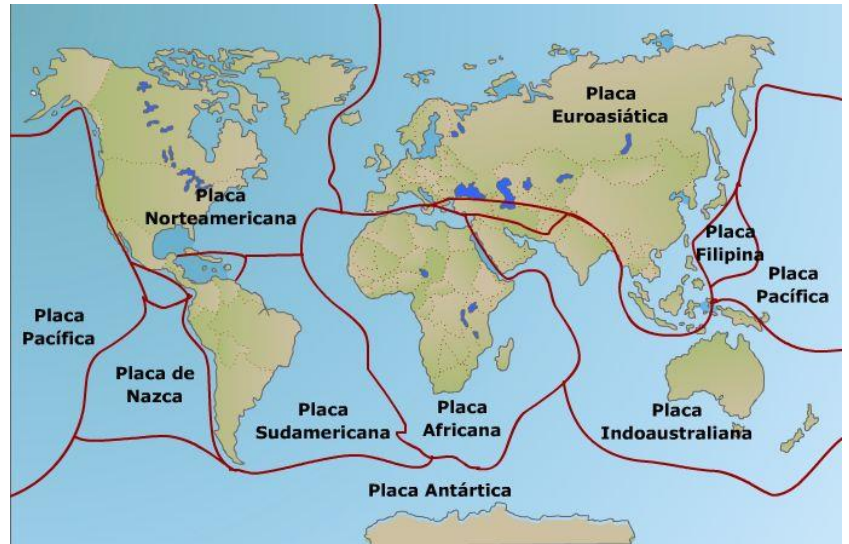 Placa
Euroasiática
Placa
Norteamericana
Placa
Filipina
Placa
Pacífica
Placa
Pacífica
Placa de
Nazca
Placa
Sudamericana
Placa
Africana
Placa
Indoaustraliana
Placa Antártica